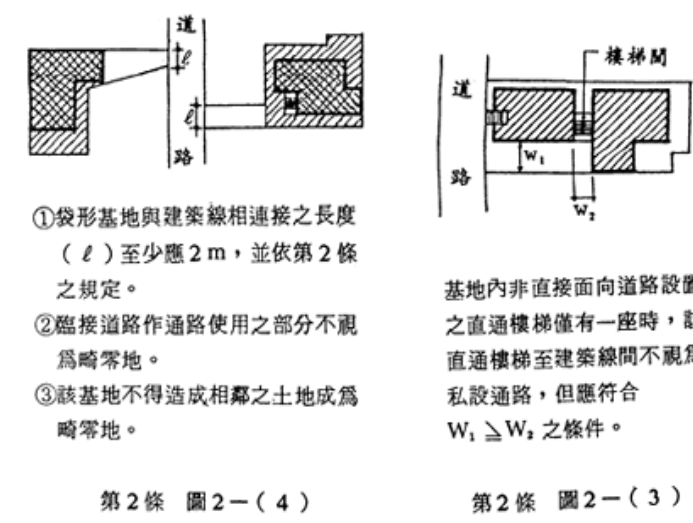 道
ℓ
ℓ
路
①袋形基地與建築線相連接之長度
（ℓ）至少應2m，並依第2條
之規定。
②臨接道路作通路使用之部分不視
為畸零地。
③該基地不得造成相鄰之土地成為
畸零地。
第2條 圖2－(4)
樓梯間
道
路
W₁
W₂
基地內非直接面向道路設置
之直通樓梯僅有一座時，該
直通樓梯至建築線間不視為
私設通路，但應符合
W₁≧W₂之條件。
第2條 圖2－(3)